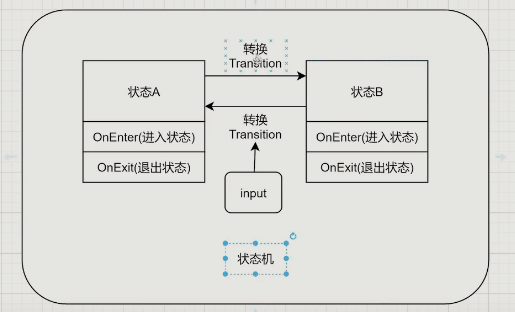 转换
Transition
状态A
状态B
转换
Transition
OnEnter(进入状态)
OnEnter(进入状态)
OnExit(退出状态)
OnExit(退出状态)
input
状态机